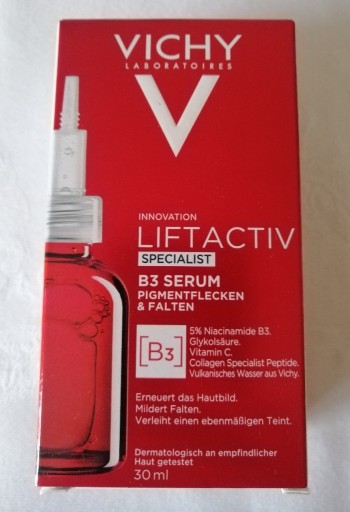 VICHY
LABORATOIRES
V
INNOVATION
LIFTACTIV
SPECIALIST
B3 SERUM
PIGMENTFLECKEN
& FALTEN
[B3]
5% Niacinamide B3.
Glykolsäure.
Vitamin C.
Collagen Specialist Peptide.
Vulkanisches Wasser aus Vichy.
Erneuert das Hautbild.
Mildert Falten.
Verleiht einen ebenmäßigen Teint.
Dermatologisch an empfindlicher
Haut getestet
30 ml